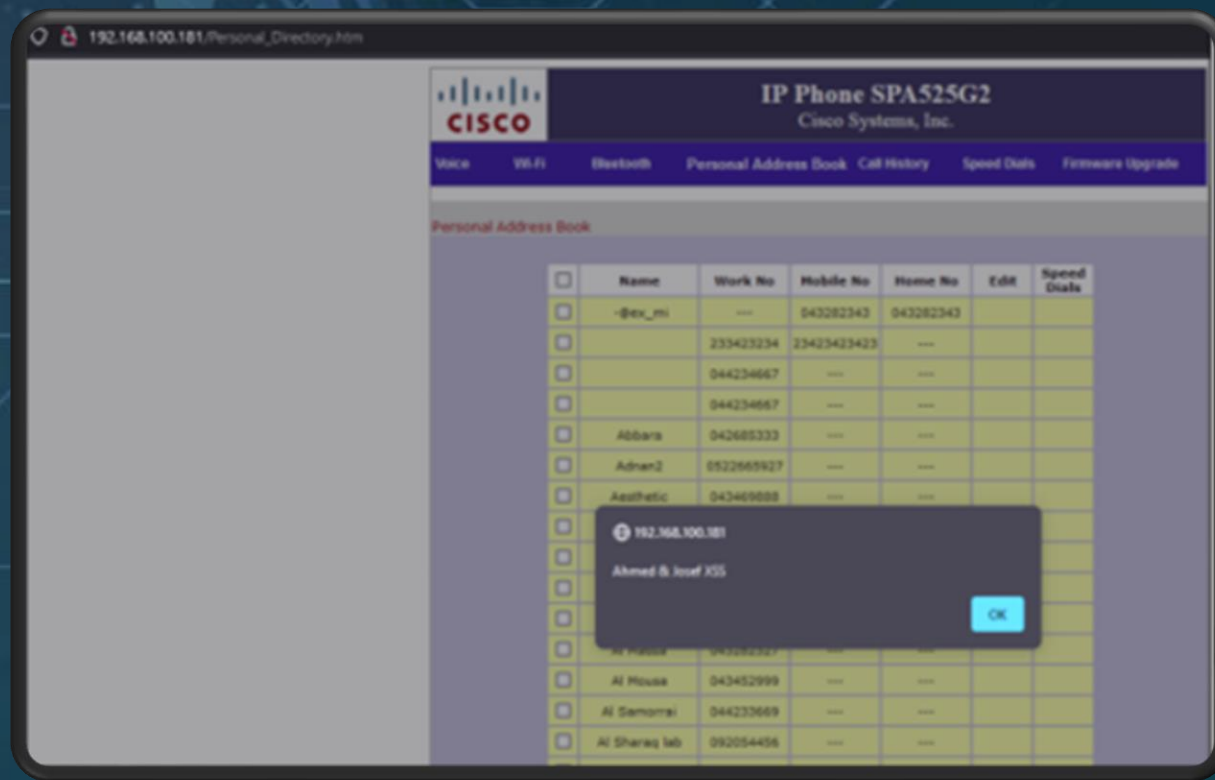 192.168.100.181/Personal_Directory.htm
CISCO
IP Phone SPA525G2
Cisco Systems, Inc.
Voice Wi-Fi Bluetooth Personal Address Book Call History Speed Dials Firmware Upgrade
Personal Address Book
Name Work No Mobile No Home No Edit Speed Dials
-@ex_mi --- 043282343 043282343
233423234 23423423423 ---
044234667 --- ---
044234667 --- ---
Abbara 042685333 --- ---
Adnan2 0522665927 --- ---
Aesthetic 043469888 --- ---
192.168.100.181
Ahmed & Josef XSS
OK
Al Mousa 043452999 --- ---
Al Samorrai 044233669 --- ---
Al Sharaq lab 092054456 --- ---